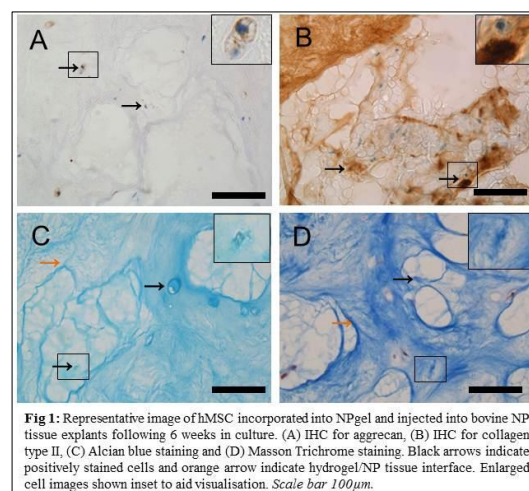 A
B
C
D
Fig 1: Representative image of hMSC incorporated into NPgel and injected into bovine NP
tissue explants following 6 weeks in culture. (A) IHC for aggrecan, (B) IHC for collagen
type II, (C) Alcian blue staining and (D) Masson Trichrome staining. Black arrows indicate
positively stained cells and orange arrow indicate hydrogel/NP tissue interface. Enlarged
cell images shown inset to aid visualisation. Scale bar 100μm.